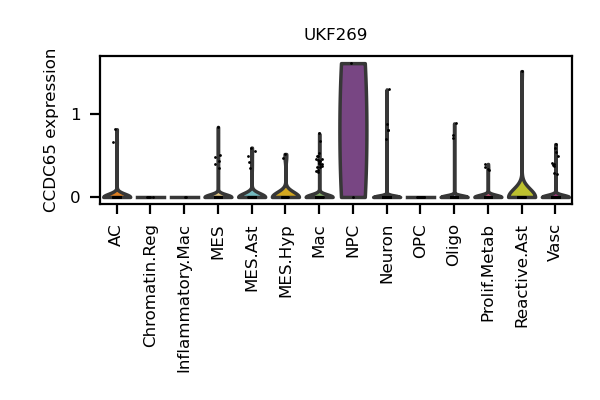 UKF269
CCDC65 expression
1
0
AC
Chromatin.Reg
Inflammatory.Mac
MES
MES.Ast
MES.Hyp
Mac
NPC
Neuron
OPC
Oligo
Prolif.Metab
Reactive.Ast
Vasc